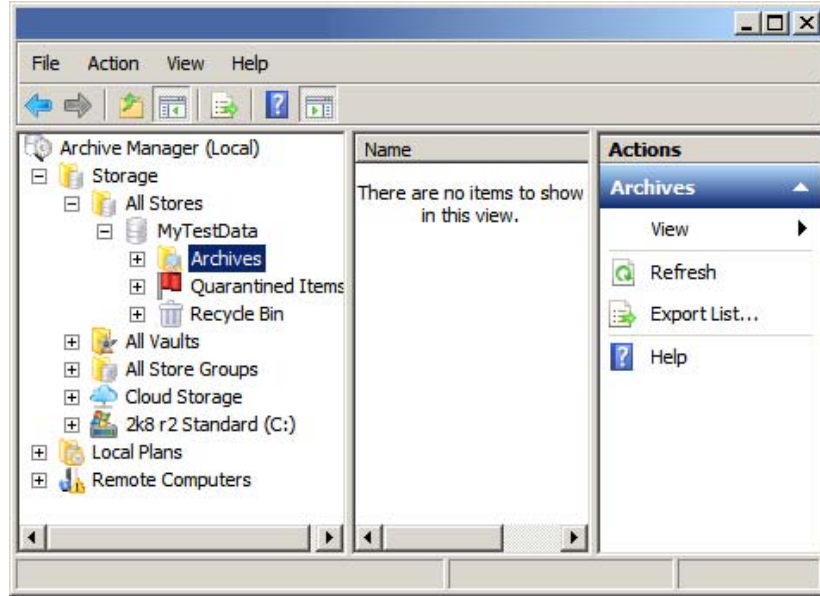 File Action View Help
Archive Manager (Local)
Storage
All Stores
MyTestData
Archives
Quarantined Items
Recycle Bin
All Vaults
All Store Groups
Cloud Storage
2k8 r2 Standard (C:)
Local Plans
Remote Computers
Name
There are no items to show
in this view.
Actions
Archives
View
Refresh
Export List...
Help